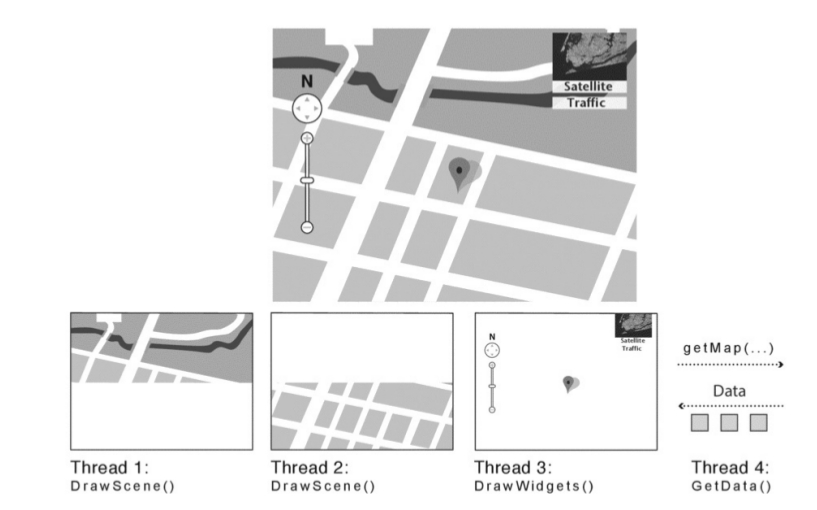 N
Satellite
Traffic
N
Satellite
Traffic
getMap(...)
Data
Thread 1:
DrawScene()
Thread 2:
DrawScene()
Thread 3:
DrawWidgets()
Thread 4:
GetData()